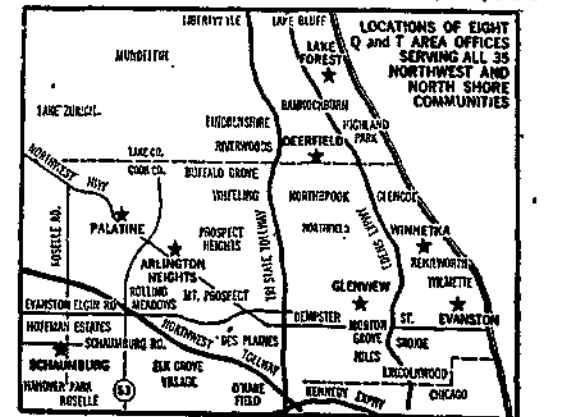 LIBERTYVILLE
LAKE BLUFF
LOCATIONS OF EIGHT
Q and T AREA OFFICES
SERVING ALL 35
NORTHWEST AND
NORTH SHORE
COMMUNITIES
LAKE
FOREST
MUNDELEIN
BANNOCKBURN
LAKE ZURICH
LINCOLNSHIRE
HIGHLAND
PARK
DEERFIELD
RIVERWOODS
NORTHWEST HWY
LAKE CO.
COOK CO.
BUFFALO GROVE
WHEELING
NORTHBROOK
GLENCOE
ROSELLE RD.
PALATINE
PROSPECT
HEIGHTS
NORTHFIELD
EDENS EXPWY
WINNETKA
KENILWORTH
ARLINGTON
HEIGHTS
TRI STATE TOLLWAY
WILMETTE
GLENVIEW
ROLLING
MEADOWS
MT. PROSPECT
EVANSTON ELGIN RD
DEMPSTER
ST.
EVANSTON
HOFFMAN ESTATES
NORTHWEST TOLLWAY
DES PLAINES
MORTON
GROVE
SKOKIE
SCHAUMBURG RD.
NILES
SCHAUMBURG
ELK GROVE
VILLAGE
LINCOLNWOOD
HANOVER PARK
ROSELLE
53
O'HARE
FIELD
KENNEDY EXPWY
CHICAGO